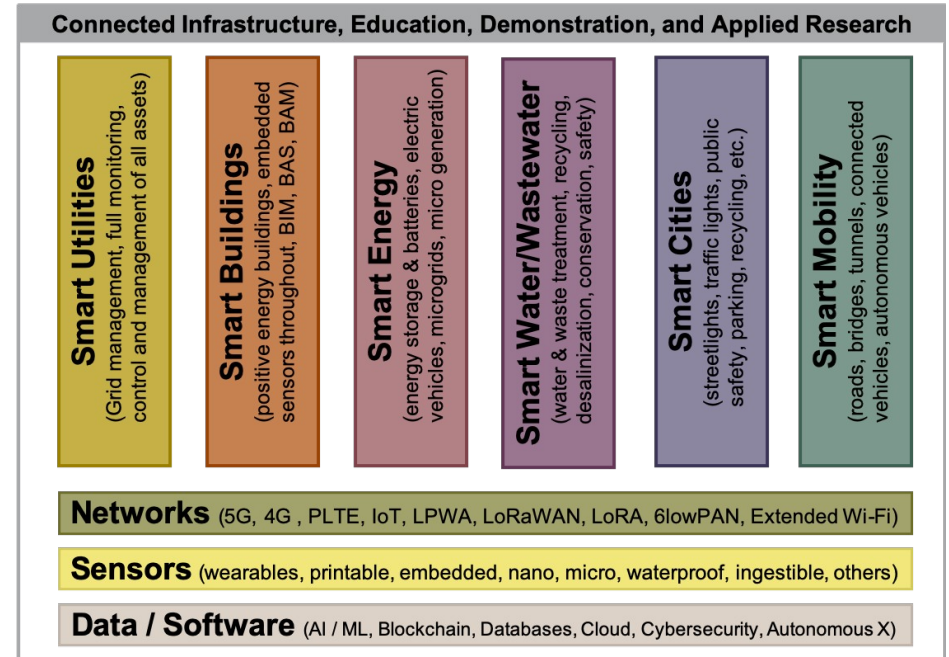 Connected Infrastructure, Education, Demonstration, and Applied Research
Smart Utilities
(Grid management, full monitoring,
control and management of all assets)
Smart Buildings
(positive energy buildings, embedded
sensors throughout, BIM, BAS, BAM)
Smart Energy
(energy storage & batteries, electric
vehicles, microgrids, micro generation)
Smart Water/Wastewater
(water & waste treatment, recycling,
desalinization, conservation, safety)
Smart Cities
(streetlights, traffic lights, public
safety, parking, recycling, etc.)
Smart Mobility
(roads, bridges, tunnels, connected
vehicles, autonomous vehicles)
Networks (5G, 4G , PLTE, IoT, LPWA, LoRaWAN, LoRA, 6lowPAN, Extended Wi-Fi)
Sensors (wearables, printable, embedded, nano, micro, waterproof, ingestible, others)
Data / Software (AI / ML, Blockchain, Databases, Cloud, Cybersecurity, Autonomous X)